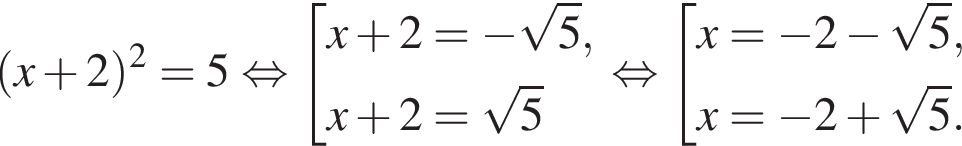 (x + 2)² = 5 ⇔ [ x + 2 = −√5, x + 2 = √5 ⇔ [ x = −2 − √5, x = −2 + √5.